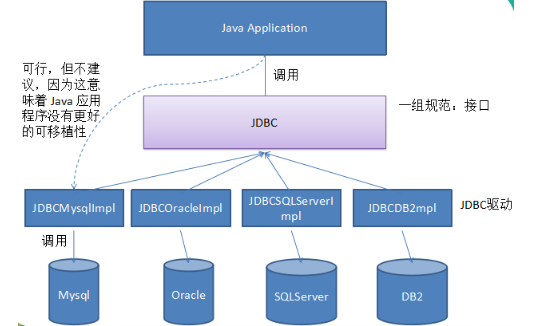 Java Application
可行，但不建
议，因为这意
味着 Java 应用
程序没有更好
的可移植性
调用
JDBC
一组规范：接口
JDBCMysqlImpl
JDBCOracleImpl
JDBCSQLServerI
mpl
JDBCDB2mpl
JDBC驱动
调用
Mysql
Oracle
SQLServer
DB2